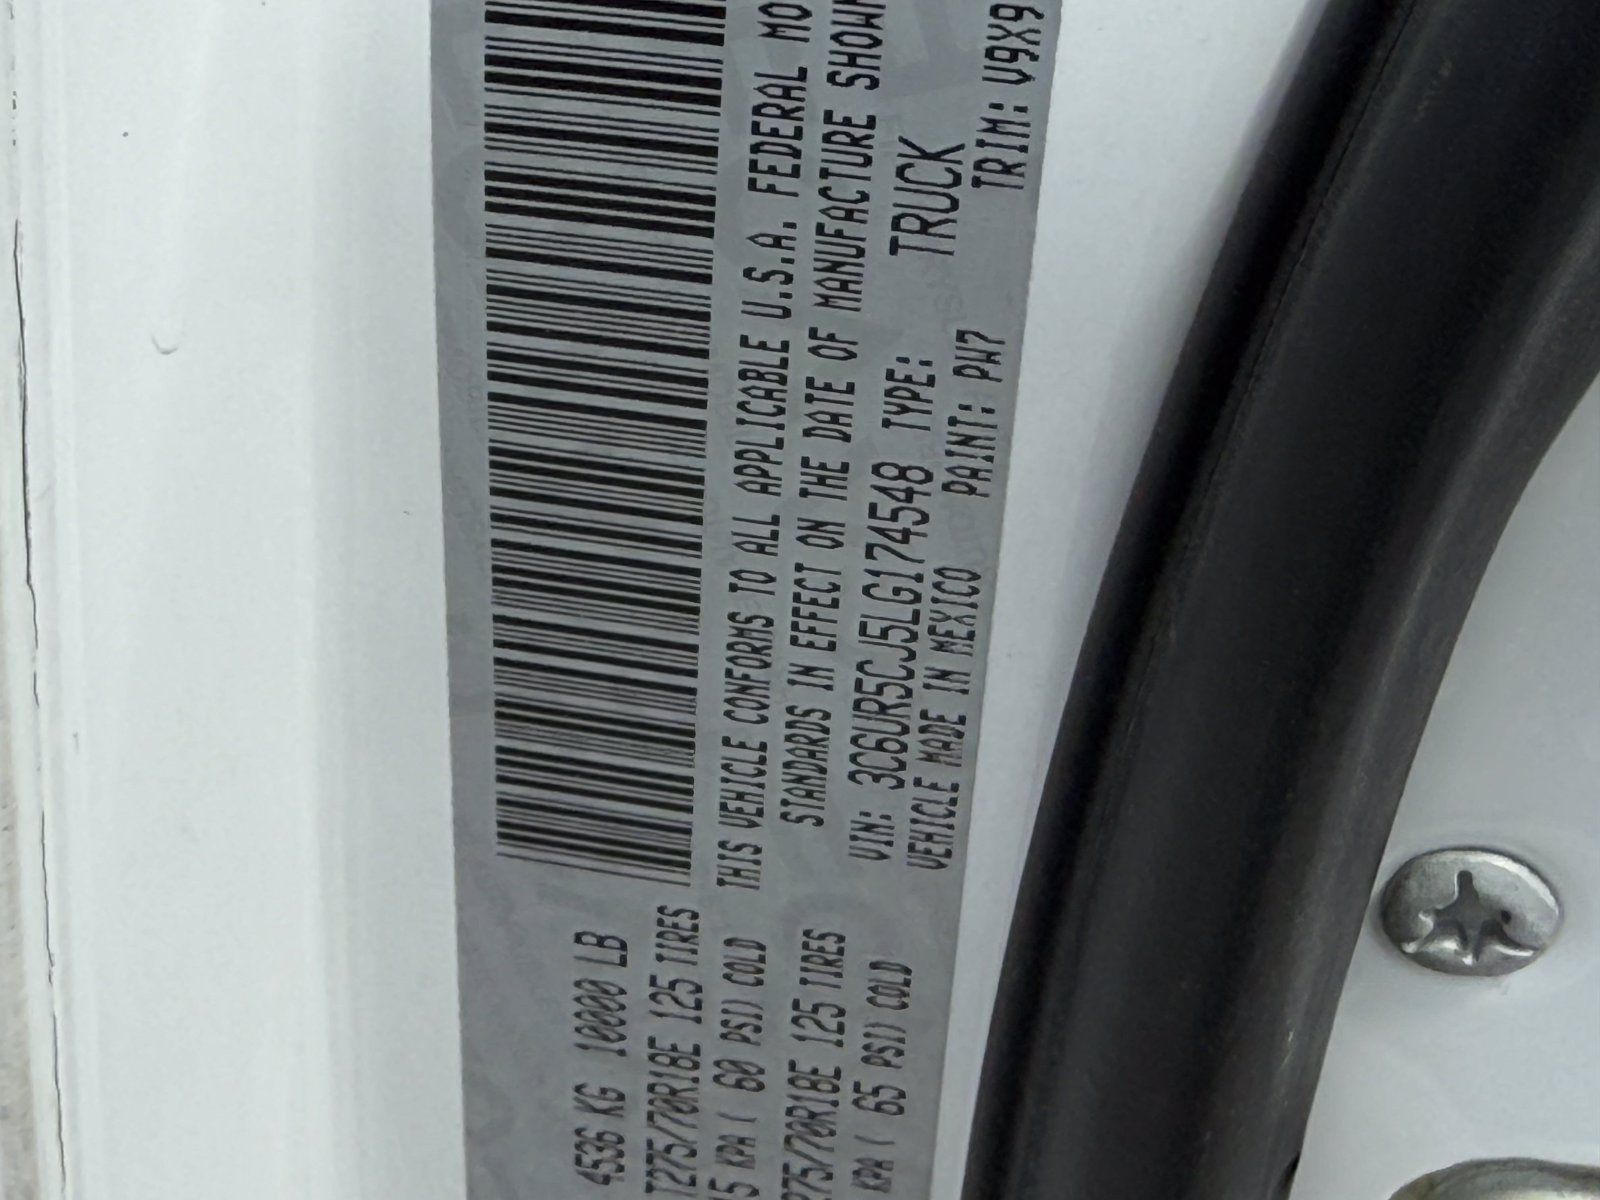 4536 KG 10000 LB
T275/70R18E 125 TIRES
5 KPA ( 60 PSI) COLD
275/70R18E 125 TIRES
KPA ( 65 PSI) COLD
THIS VEHICLE CONFORMS TO ALL APPLICABLE U.S.A. FEDERAL MO
STANDARDS IN EFFECT ON THE DATE OF MANUFACTURE SHOWN
VIN: 3C6UR5CJ5LG174548 TYPE: TRUCK
VEHICLE MADE IN MEXICO PAINT: PW7 TRIM: V9X9